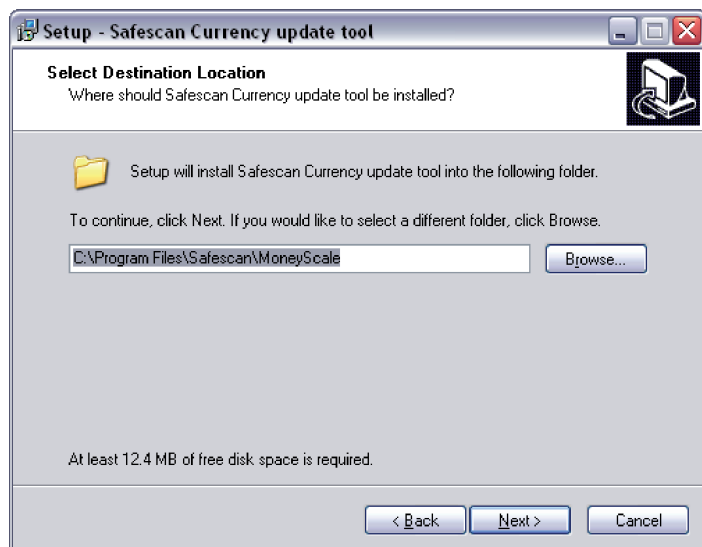 Setup - Safescan Currency update tool
Select Destination Location
Where should Safescan Currency update tool be installed?
Setup will install Safescan Currency update tool into the following folder.
To continue, click Next. If you would like to select a different folder, click Browse.
C:\Program Files\Safescan\MoneyScale
Browse...
At least 12.4 MB of free disk space is required.
< Back
Next >
Cancel